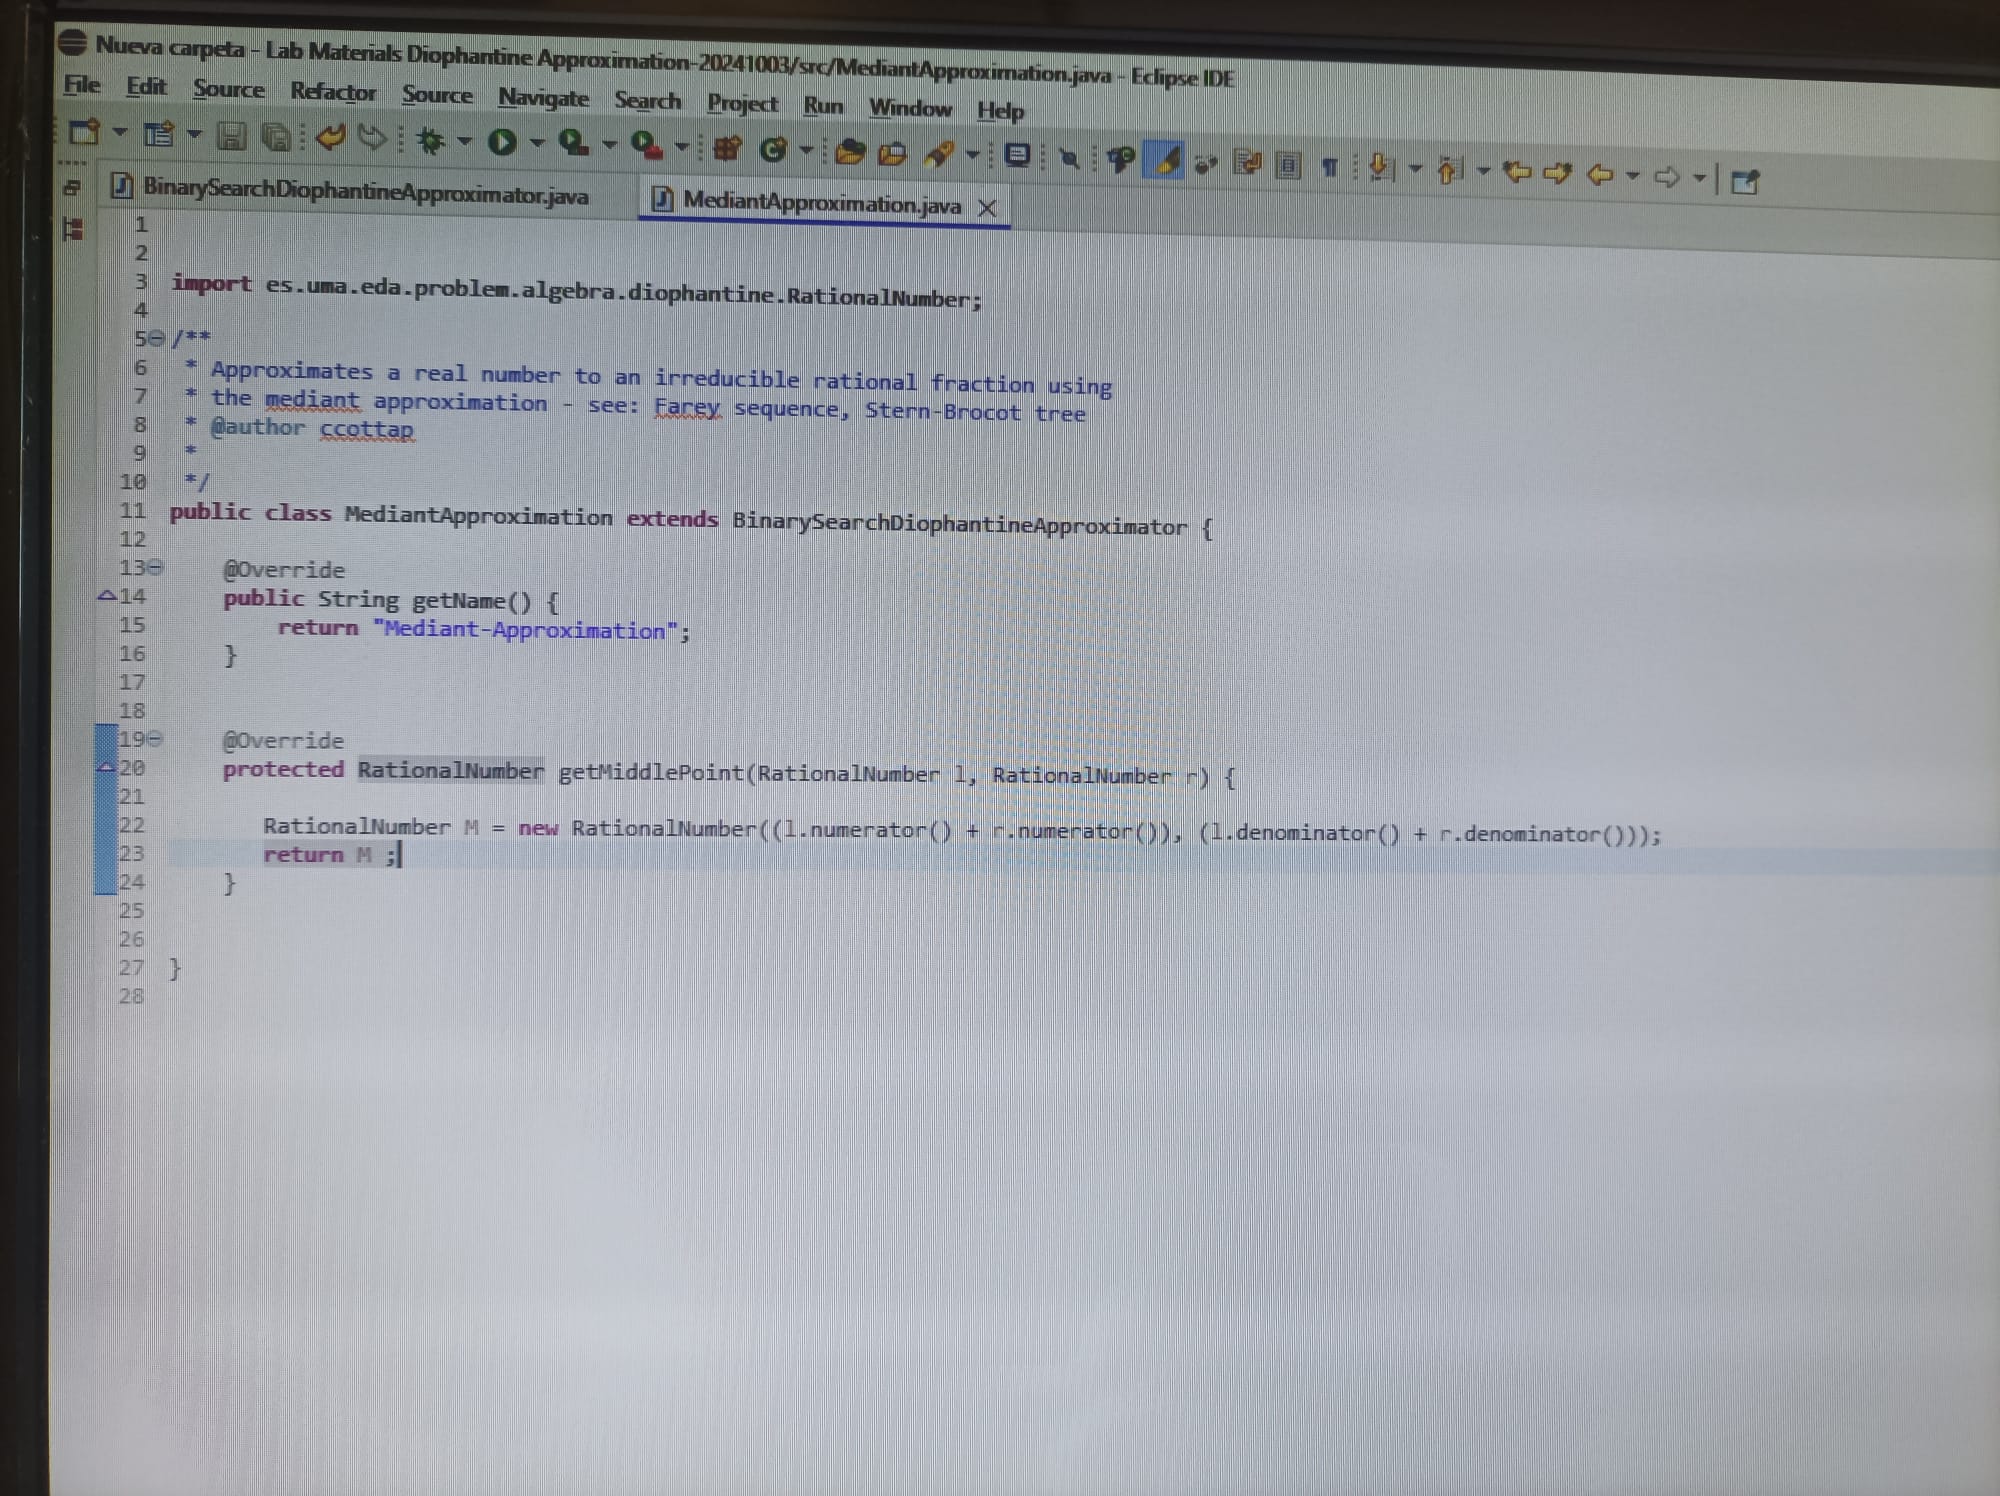 Nueva carpeta - Lab Materials Diophantine Approximation-20241003/src/MediantApproximation.java - Eclipse IDE
File Edit Source Refactor Source Navigate Search Project Run Window Help
BinarySearchDiophantineApproximator.java MediantApproximation.java
1
2
3 import es.uma.eda.problem.algebra.diophantine.RationalNumber;
4
5 /**
6 * Approximates a real number to an irreducible rational fraction using
7 * the mediant approximation - see: Farey sequence, Stern-Brocot tree
8 * @author ccottap
9 *
10 */
11 public class MediantApproximation extends BinarySearchDiophantineApproximator {
12
13 @Override
14 public String getName() {
15 return "Mediant-Approximation";
16 }
17
18
19 @Override
20 protected RationalNumber getMiddlePoint(RationalNumber l, RationalNumber r) {
21
22 RationalNumber M = new RationalNumber((l.numerator() + r.numerator()), (l.denominator() + r.denominator()));
23 return M ;
24 }
25
26
27 }
28